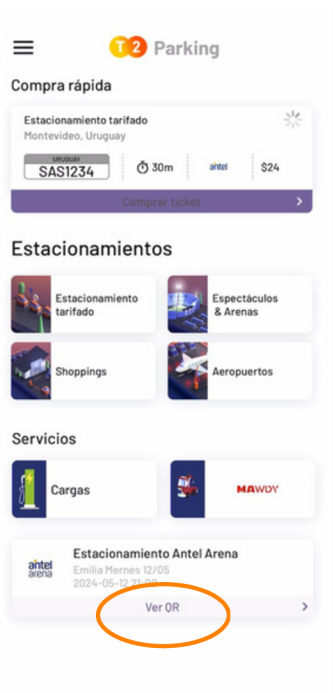 T2 Parking
Compra rápida
Estacionamiento tarifado
Montevideo, Uruguay
URUGUAY
SAS1234
30m
antel
$24
Comprar ticket
Estacionamientos
Estacionamiento
tarifado
Espectáculos
& Arenas
Shoppings
Aeropuertos
Servicios
Cargas
MAWDY
antel
arena
Estacionamiento Antel Arena
Emilia Mernes 12/05
2024-05-12 21:00
Ver QR